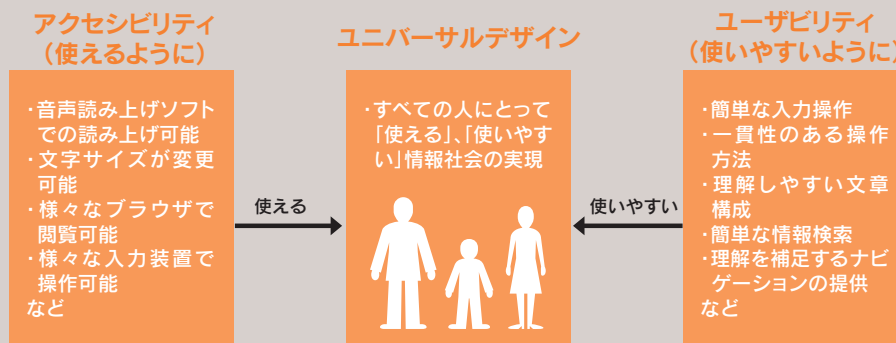 アクセシビリティ
（使えるように）
・音声読み上げソフト
での読み上げ可能
・文字サイズが変更
可能
・様々なブラウザで
閲覧可能
・様々な入力装置で
操作可能
など
使える
ユニバーサルデザイン
・すべての人にとって
「使える」、「使いやす
い」情報社会の実現
使いやすい
ユーザビリティ
（使いやすいように）
・簡単な入力操作
・一貫性のある操作
方法
・理解しやすい文章
構成
・簡単な情報検索
・理解を補足するナビ
ゲーションの提供
など